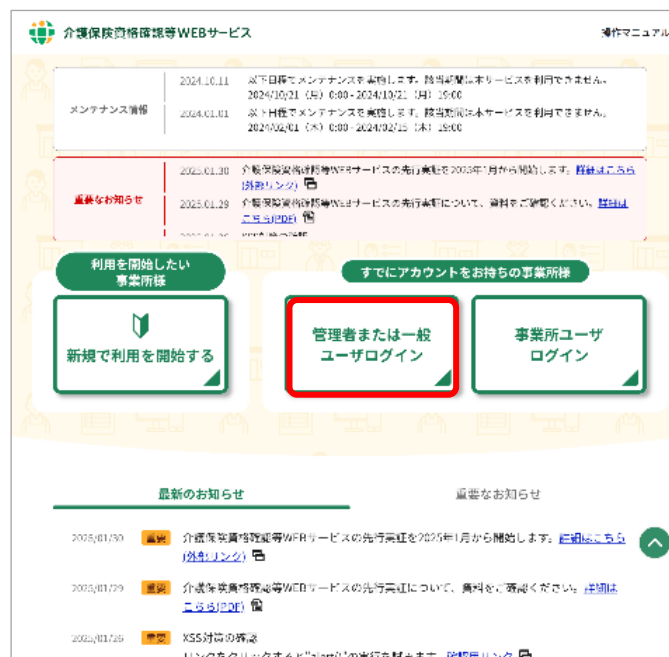 介護保険資格確認等WEBサービス
操作マニュアル
メンテナンス情報
2024.10.11 以下日程でメンテナンスを実施します。該当期間は本サービスを利用できません。
2024/10/21（月）0:00 - 2024/10/21（月）19:00
2024.01.01 以下日程でメンテナンスを実施します。該当期間は本サービスを利用できません。
2024/02/01（木）0:00 - 2024/02/15（木）19:00
重要なお知らせ
2025.01.30 介護保険資格確認等WEBサービスの先行実証を2025年1月から開始します。詳細はこちら
(外部リンク)
2025.01.29 介護保険資格確認等WEBサービスの先行実証について、資料をご確認ください。詳細は
こちら(PDF)
利用を開始したい
事業所様
新規で利用を開始する
すでにアカウントをお持ちの事業所様
管理者または一般
ユーザログイン
事業所ユーザ
ログイン
最新のお知らせ
重要なお知らせ
2025/01/30 重要 介護保険資格確認等WEBサービスの先行実証を2025年1月から開始します。詳細はこちら
(外部リンク)
2025/01/29 重要 介護保険資格確認等WEBサービスの先行実証について、資料をご確認ください。詳細は
こちら(PDF)
2025/01/26 重要 XSS対策の確認